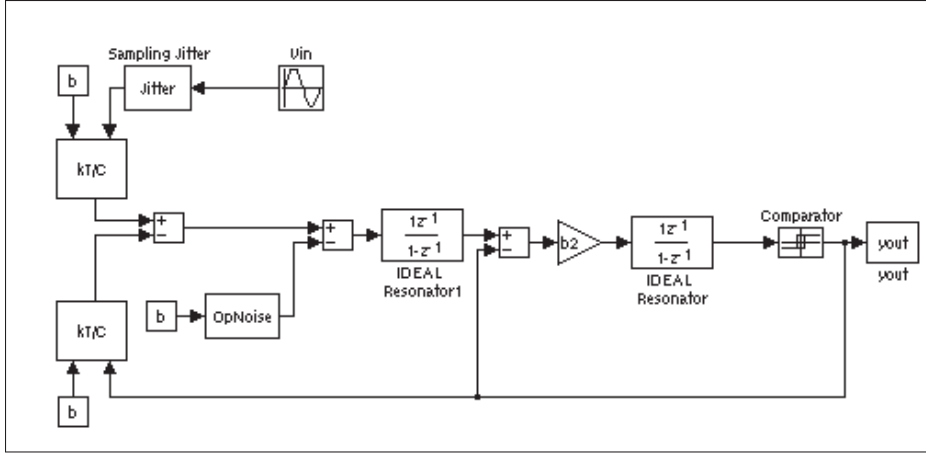 Sampling Jitter
Vin
b
Jitter
kT/C
+
−
+
−
1z-1
1-z-1
IDEAL
Resonator1
+
−
b2
1z-1
1-z-1
IDEAL
Resonator
Comparator
yout
yout
b
OpNoise
kT/C
b